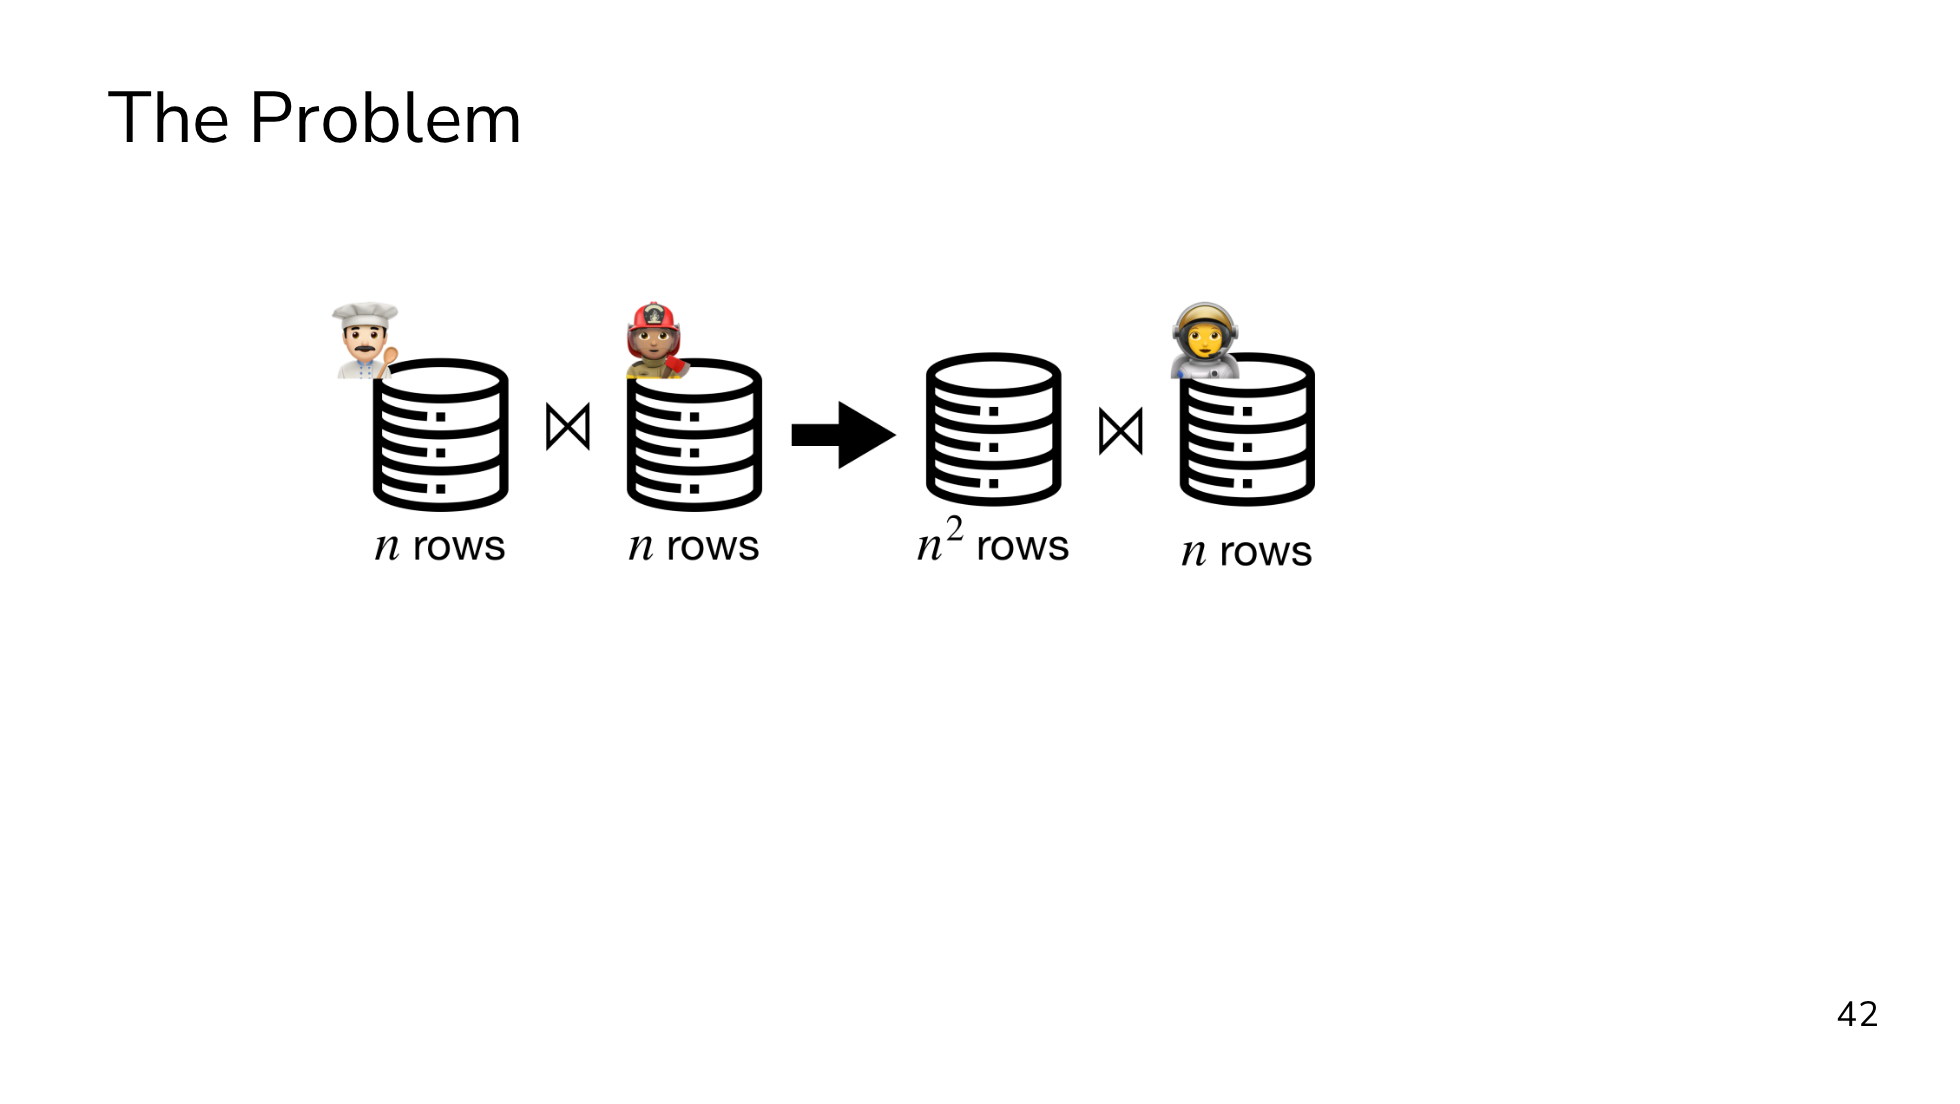 The Problem
⋈ ⋈
n rows n rows n² rows n rows
42